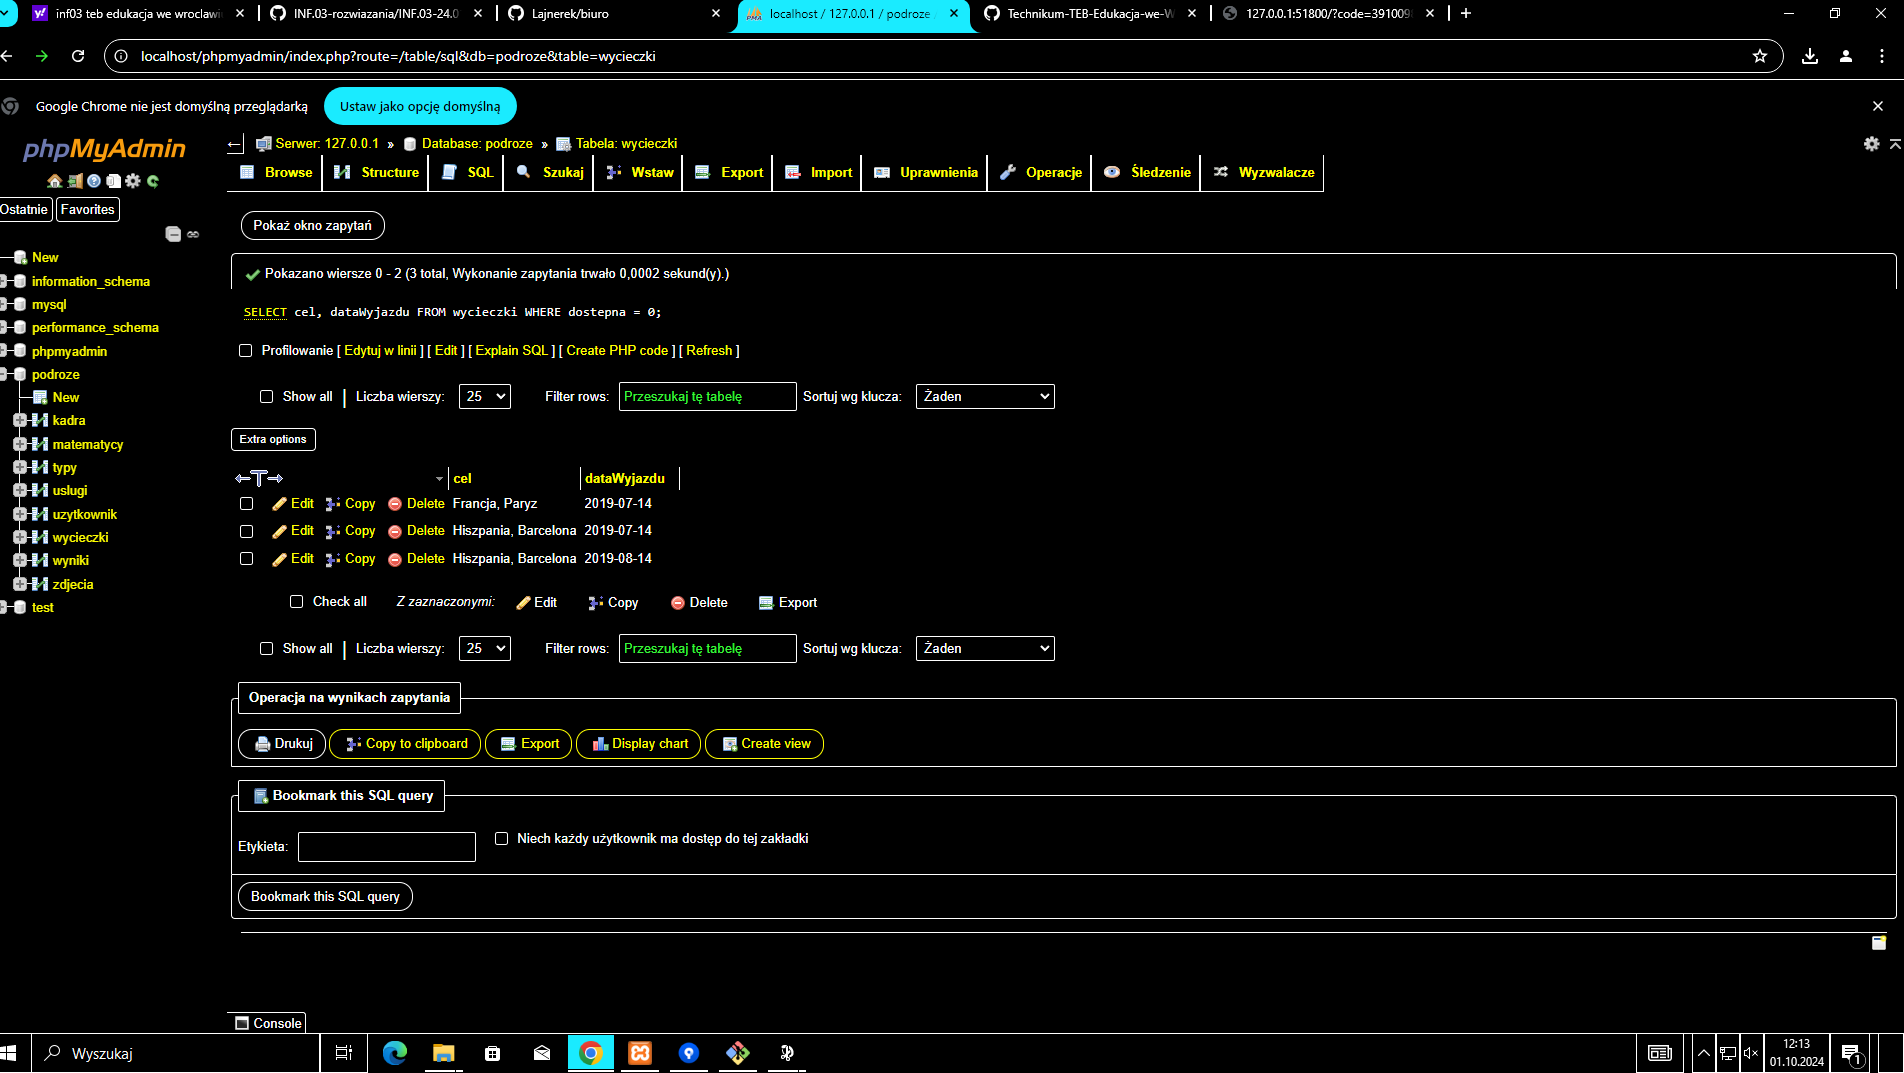 inf03 teb edukacja we wroclawi
INF.03-rozwiazania/INF.03-24.0
Lajnerek/biuro
localhost / 127.0.0.1 / podroze
Technikum-TEB-Edukacja-we-W
127.0.0.1:51800/?code=391009
localhost/phpmyadmin/index.php?route=/table/sql&db=podroze&table=wycieczki
Google Chrome nie jest domyślną przeglądarką
Ustaw jako opcję domyślną
phpMyAdmin
Ostatnie
Favorites
New
information_schema
mysql
performance_schema
phpmyadmin
podroze
New
kadra
matematycy
typy
uslugi
uzytkownik
wycieczki
wyniki
zdjecia
test
Serwer: 127.0.0.1 » Database: podroze » Tabela: wycieczki
Browse
Structure
SQL
Szukaj
Wstaw
Export
Import
Uprawnienia
Operacje
Śledzenie
Wyzwalacze
Pokaż okno zapytań
Pokazano wiersze 0 - 2 (3 total, Wykonanie zapytania trwało 0,0002 sekund(y).)
SELECT cel, dataWyjazdu FROM wycieczki WHERE dostepna = 0;
Profilowanie [ Edytuj w linii ] [ Edit ] [ Explain SQL ] [ Create PHP code ] [ Refresh ]
Show all | Liczba wierszy: 25 Filter rows: Przeszukaj tę tabelę Sortuj wg klucza: Żaden
Extra options
cel dataWyjazdu
Edit Copy Delete Francja, Paryz 2019-07-14
Edit Copy Delete Hiszpania, Barcelona 2019-07-14
Edit Copy Delete Hiszpania, Barcelona 2019-08-14
Check all Z zaznaczonymi: Edit Copy Delete Export
Show all | Liczba wierszy: 25 Filter rows: Przeszukaj tę tabelę Sortuj wg klucza: Żaden
Operacja na wynikach zapytania
Drukuj Copy to clipboard Export Display chart Create view
Bookmark this SQL query
Etykieta: Niech każdy użytkownik ma dostęp do tej zakładki
Bookmark this SQL query
Console
Wyszukaj
12:13
01.10.2024
1